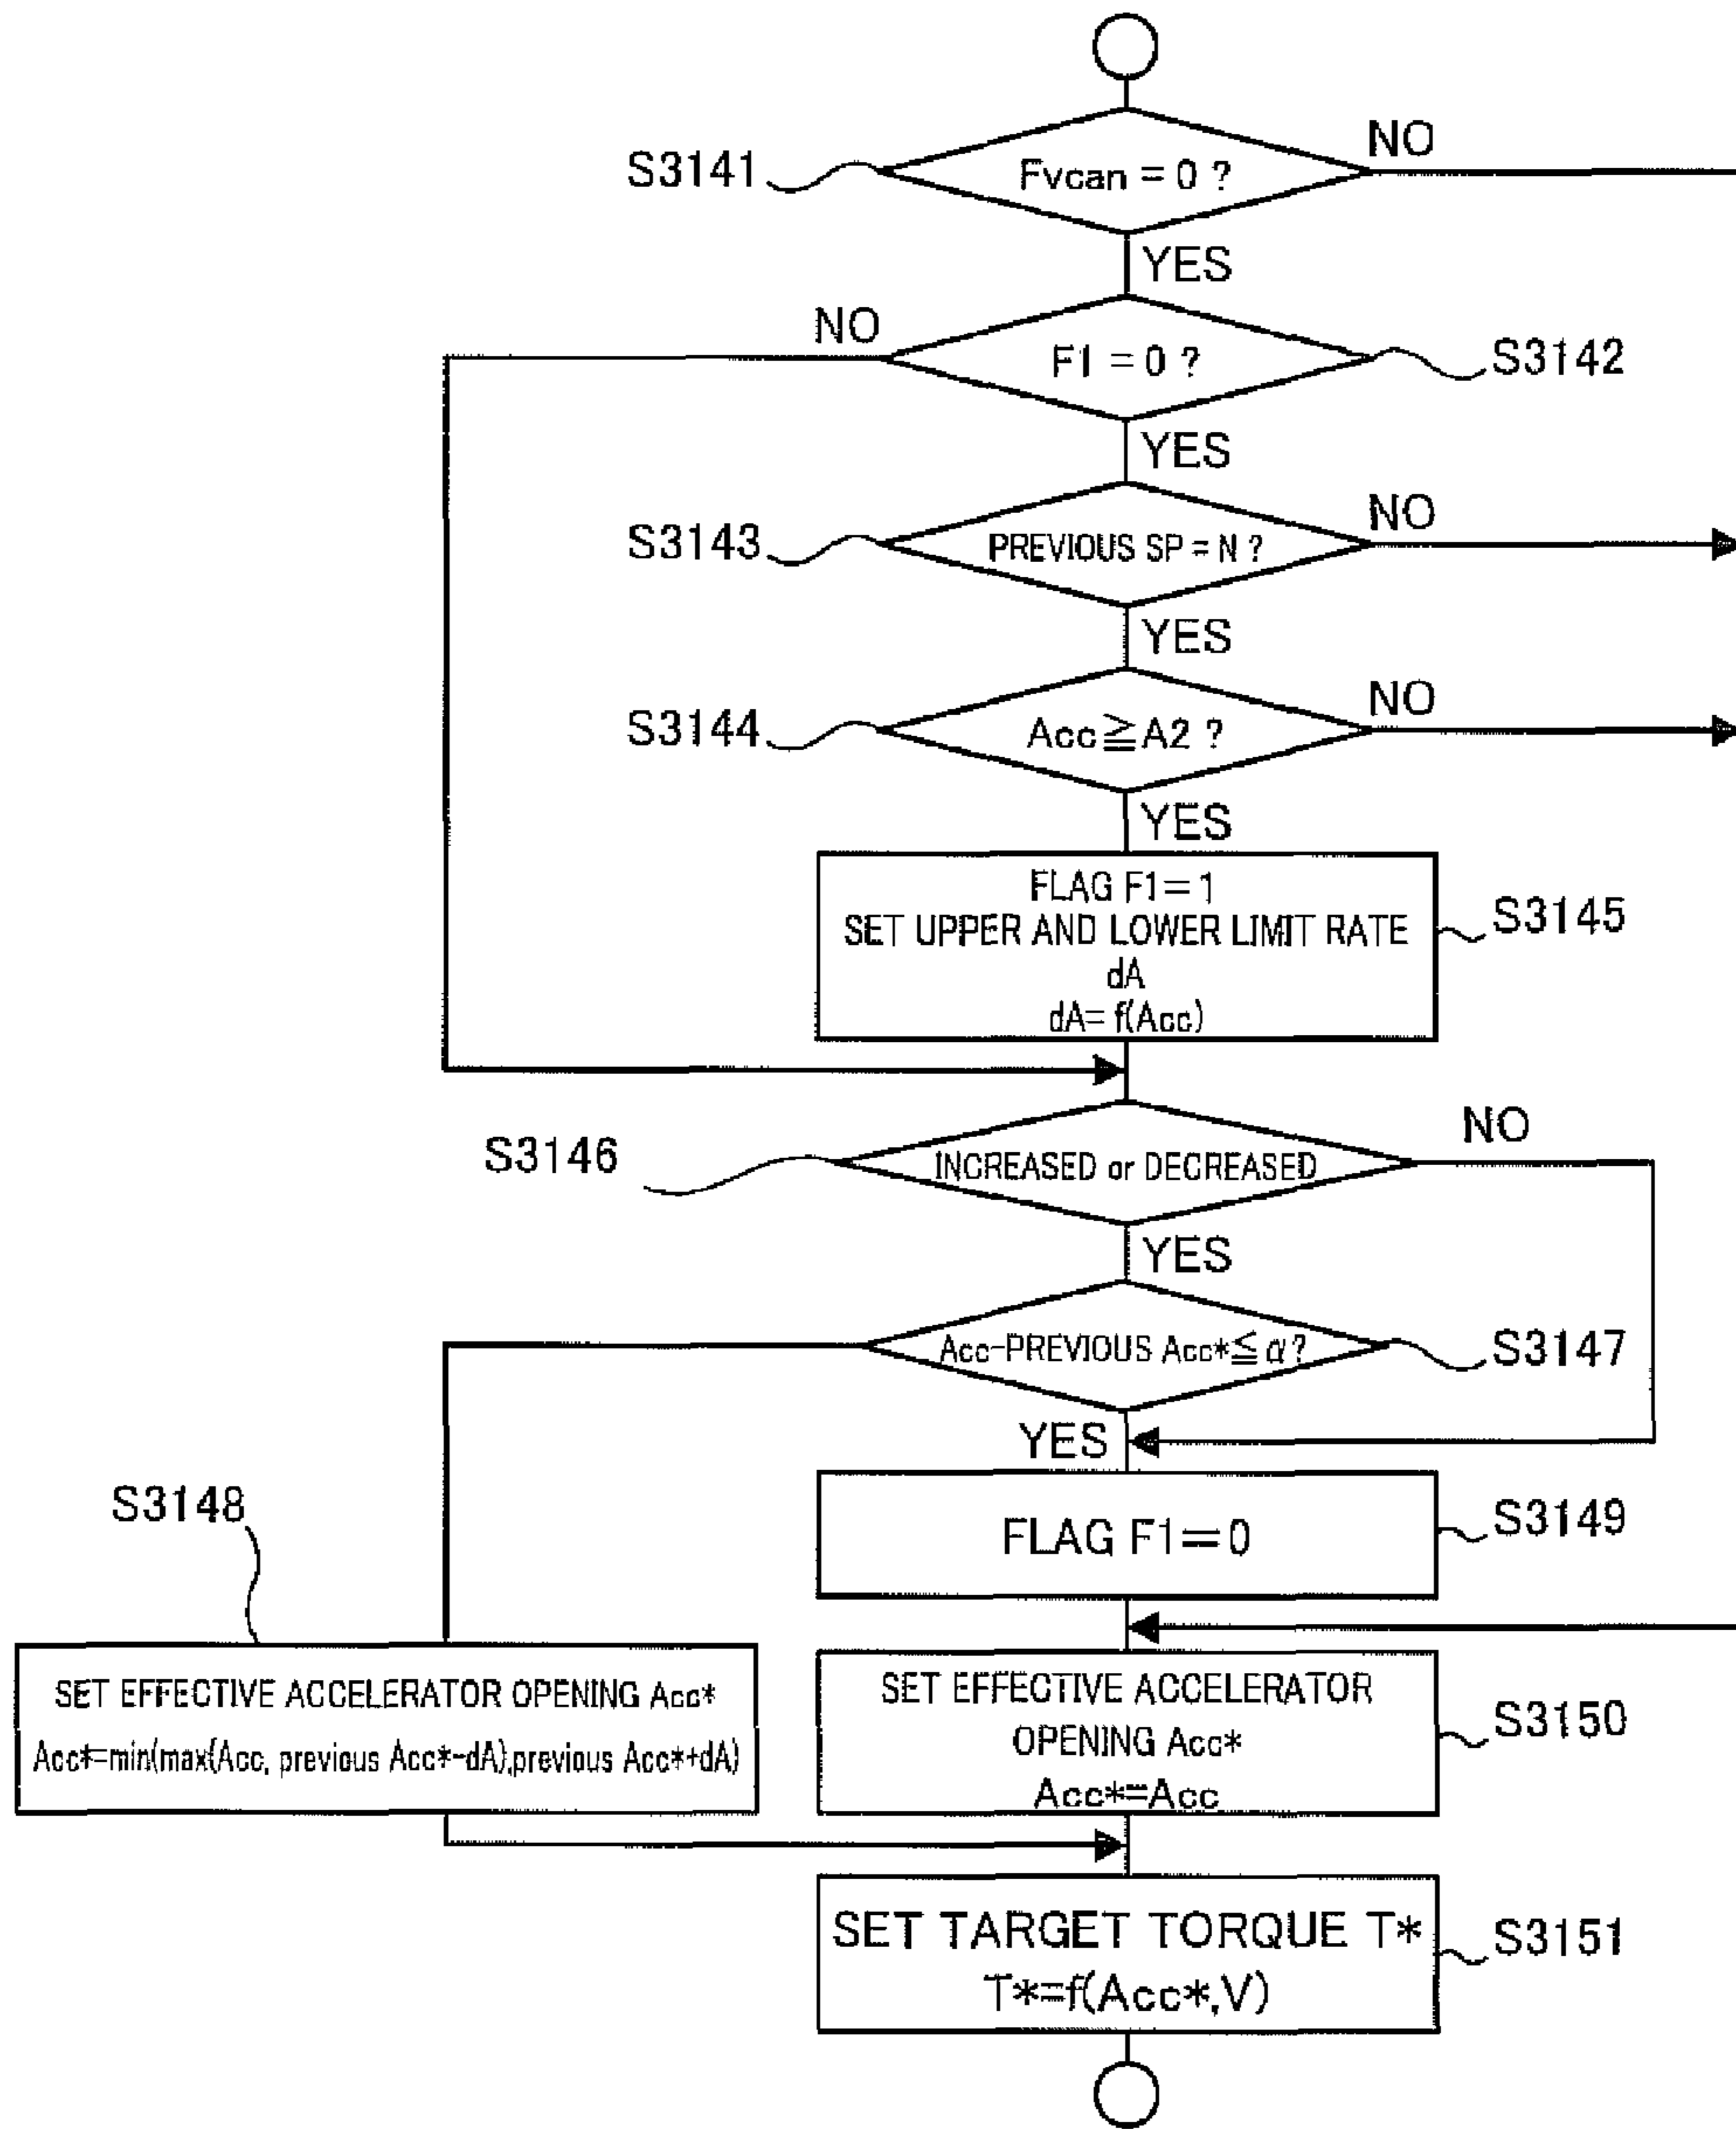 NO
S3141
Fvcan = 0 ?
YES
NO
F1 = 0 ?
S3142
YES
NO
S3143
PREVIOUS SP = N ?
YES
NO
S3144
Acc≧A2 ?
YES
FLAG F1=1
SET UPPER AND LOWER LIMIT RATE
dA
dA= f(Acc)
S3145
NO
S3146
INCREASED or DECREASED
YES
Acc-PREVIOUS Acc*≦α?
S3147
YES
S3148
FLAG F1=0
S3149
SET EFFECTIVE ACCELERATOR OPENING Acc*
Acc*=min(max(Acc, previous Acc*-dA),previous Acc*+dA)
SET EFFECTIVE ACCELERATOR
OPENING Acc*
Acc*=Acc
S3150
SET TARGET TORQUE T*
T*=f(Acc*,V)
S3151